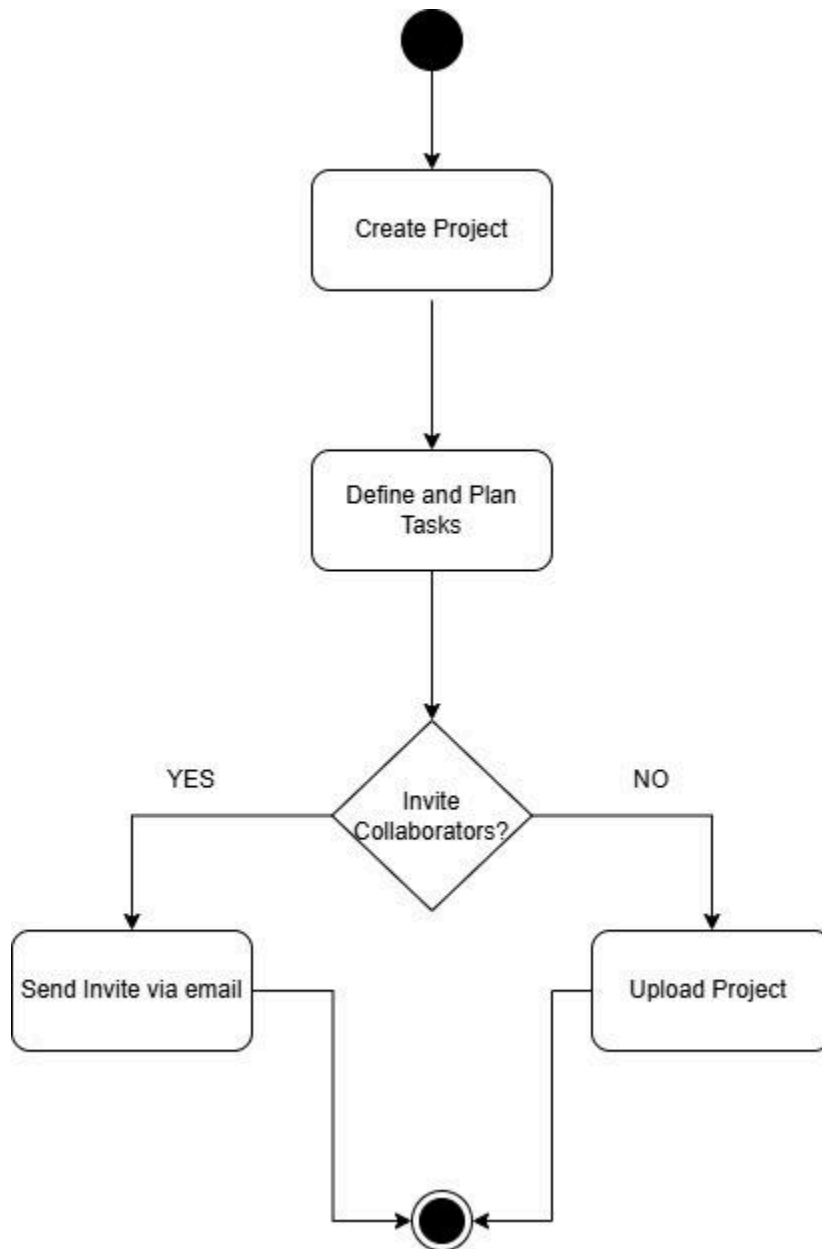 Create Project
Define and Plan
Tasks
YES
NO
Invite
Collaborators?
Send Invite via email
Upload Project